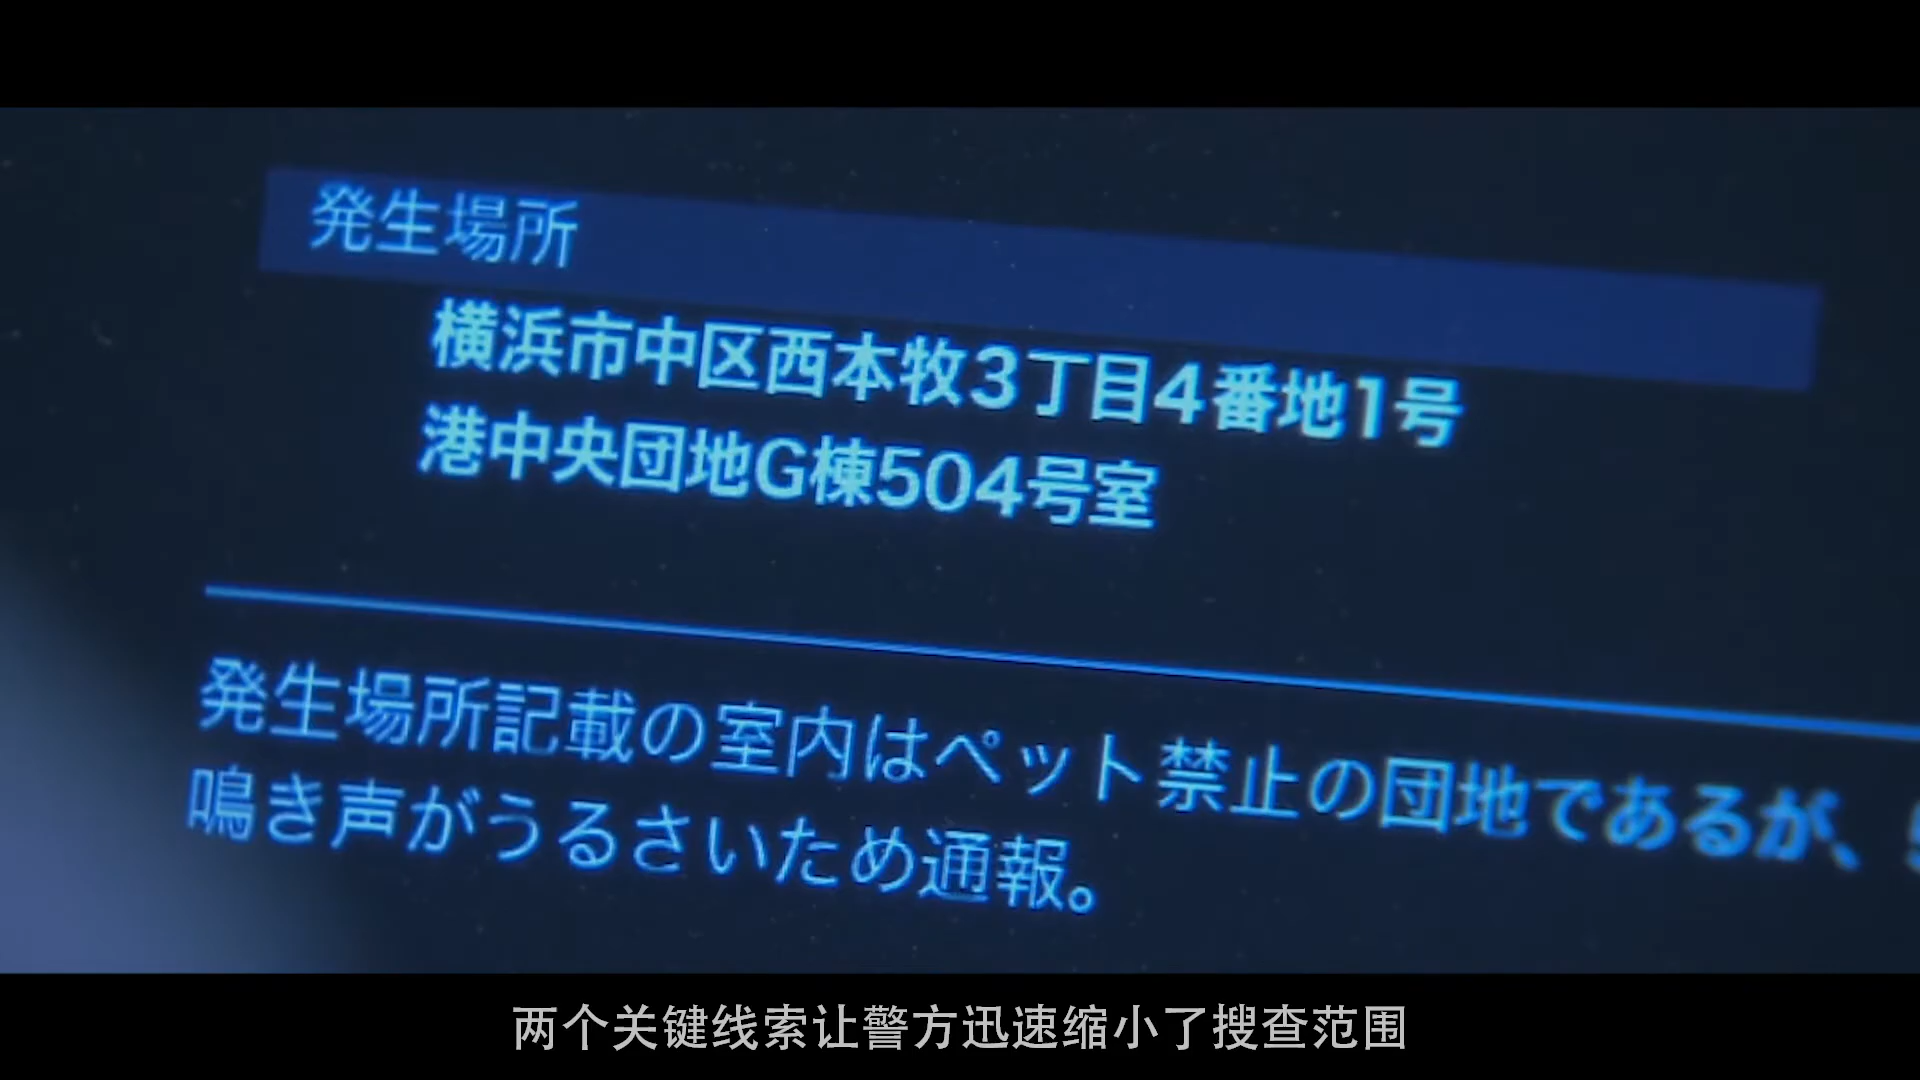 発生場所
横浜市中区西本牧3丁目4番地1号
港中央団地G棟504号室
発生場所記載の室内はペット禁止の団地であるが、
鳴き声がうるさいため通報。
两个关键线索让警方迅速缩小了搜查范围